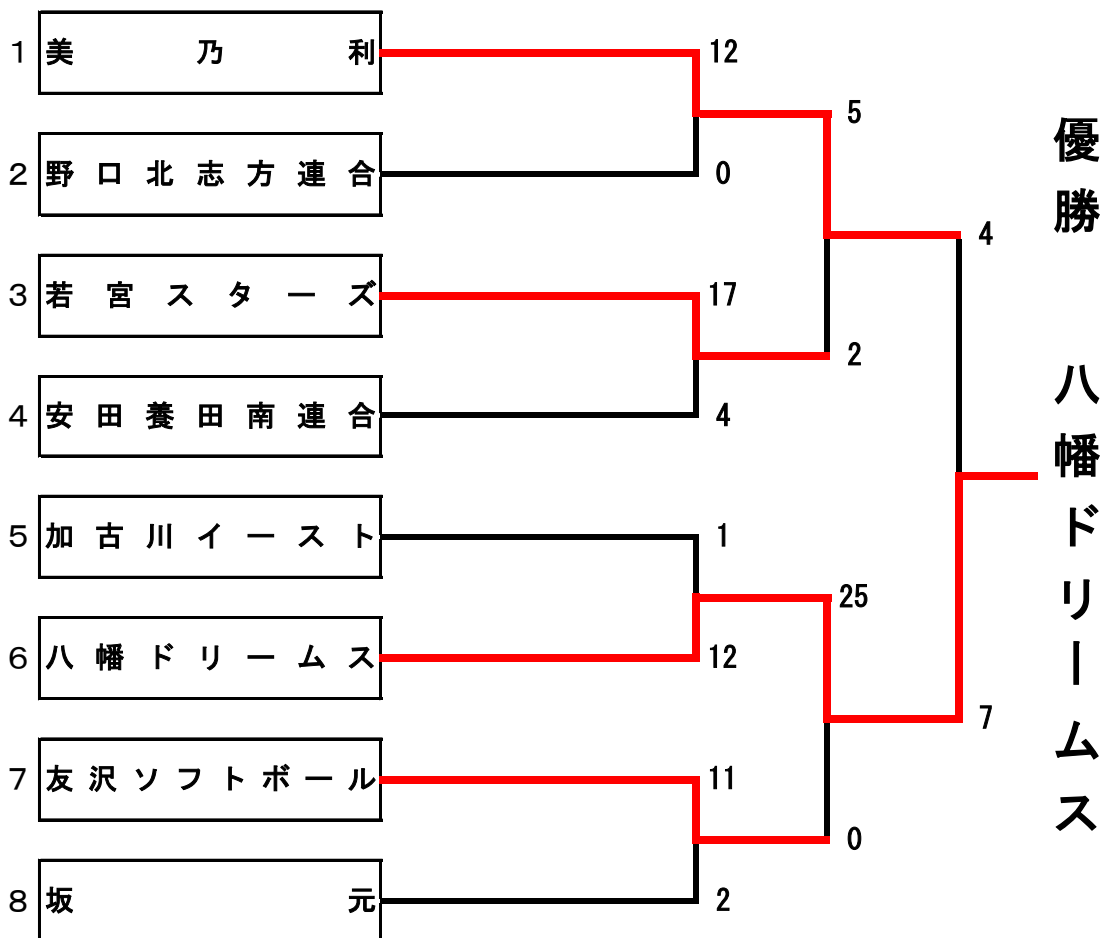 1 美乃利 12
5
2 野口北志方連合 0
4
3 若宮スターズ 17
2
4 安田養田南連合 4
5 加古川イースト 1
25
6 八幡ドリームス 12
7
7 友沢ソフトボール 11
0
8 坂元 2
優勝 八幡ドリームス